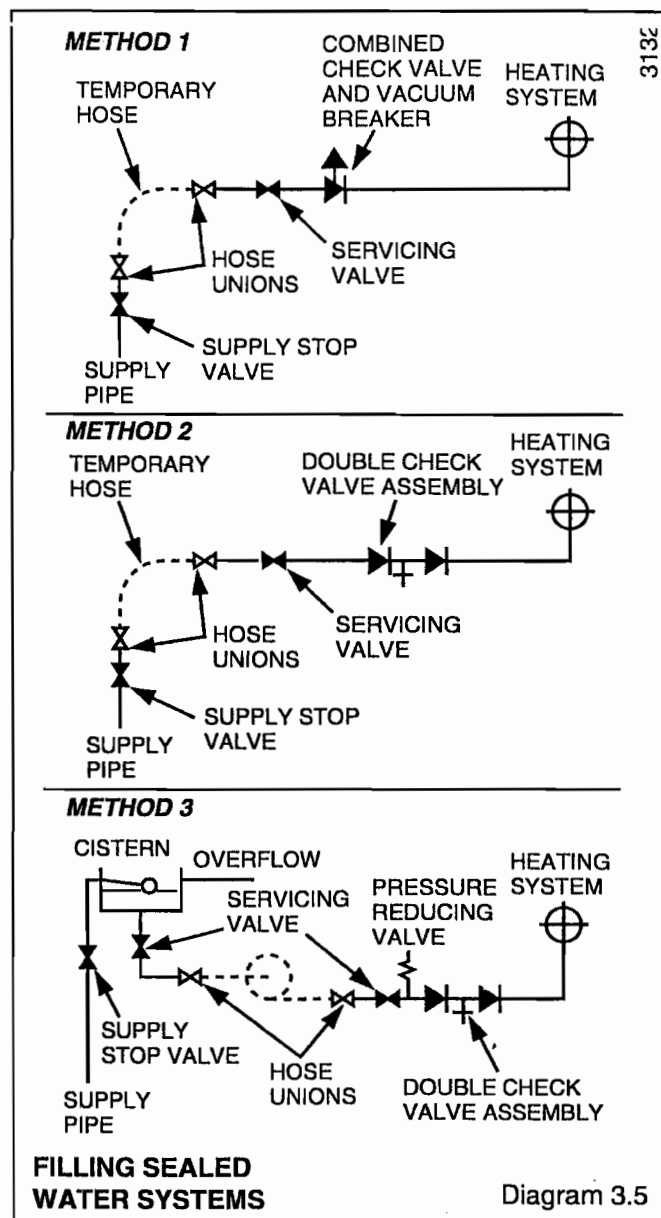 METHOD 1
COMBINED
CHECK VALVE
AND VACUUM
BREAKER
HEATING
SYSTEM
3132
TEMPORARY
HOSE
HOSE
UNIONS
SERVICING
VALVE
SUPPLY STOP
VALVE
SUPPLY
PIPE
METHOD 2
TEMPORARY
HOSE
DOUBLE CHECK
VALVE ASSEMBLY
HEATING
SYSTEM
HOSE
UNIONS
SERVICING
VALVE
SUPPLY STOP
VALVE
SUPPLY
PIPE
METHOD 3
CISTERN
OVERFLOW
SERVICING
VALVE
PRESSURE
REDUCING
VALVE
HEATING
SYSTEM
SUPPLY
STOP VALVE
HOSE
UNIONS
DOUBLE CHECK
VALVE ASSEMBLY
SUPPLY
PIPE
FILLING SEALED
WATER SYSTEMS
Diagram 3.5